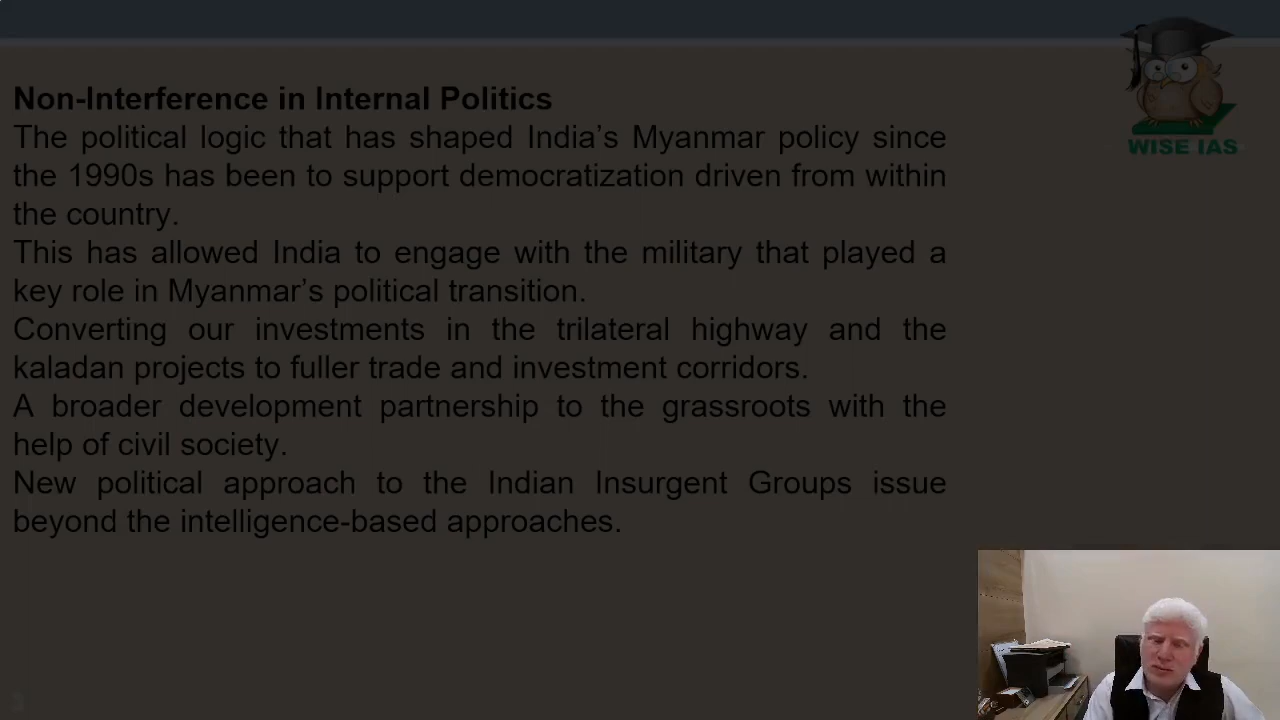 Non-Interference in Internal Politics
The political logic that has shaped India's Myanmar policy since
the 1990s has been to support democratization driven from within
the country.
This has allowed India to engage with the military that played a
key role in Myanmar's political transition.
Converting our investments in the trilateral highway and the
kaladan projects to fuller trade and investment corridors.
A broader development partnership to the grassroots with the
help of civil society.
New political approach to the Indian Insurgent Groups issue
beyond the intelligence-based approaches.
WISE IAS